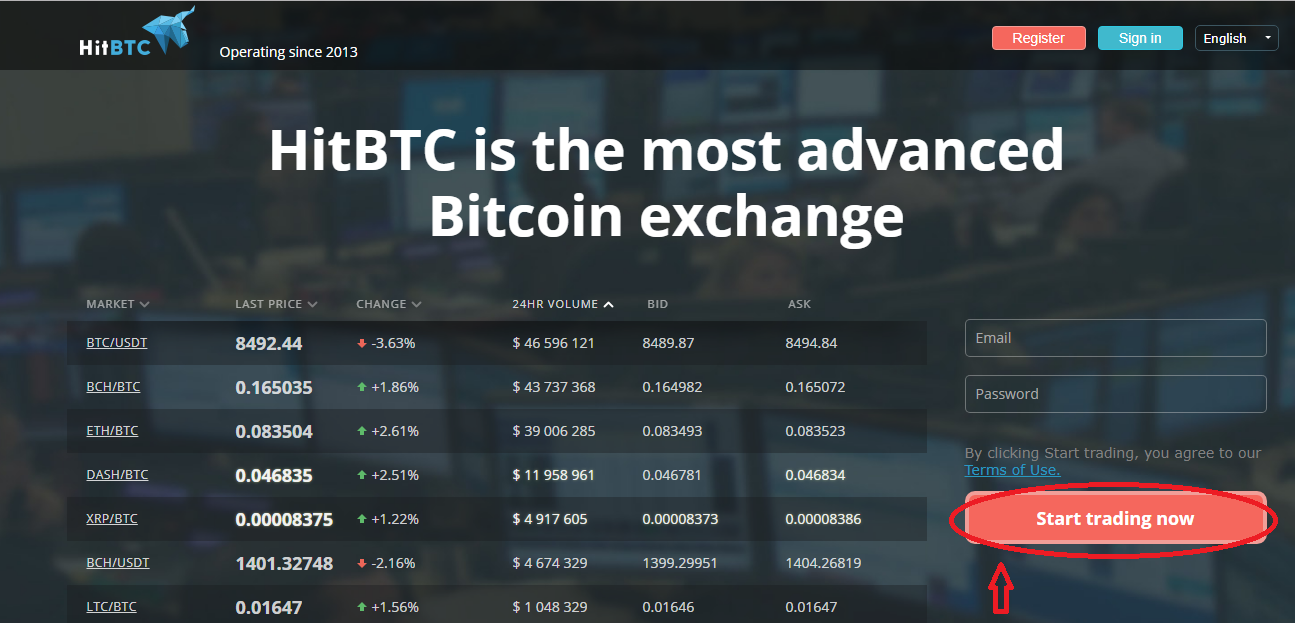 HitBTC
Operating since 2013
Register
Sign in
English
HitBTC is the most advanced
Bitcoin exchange
MARKET LAST PRICE CHANGE 24HR VOLUME BID ASK
BTC/USDT 8492.44 -3.63% $ 46 596 121 8489.87 8494.84
BCH/BTC 0.165035 +1.86% $ 43 737 368 0.164982 0.165072
ETH/BTC 0.083504 +2.61% $ 39 006 285 0.083493 0.083523
DASH/BTC 0.046835 +2.51% $ 11 958 961 0.046781 0.046834
XRP/BTC 0.00008375 +1.22% $ 4 917 605 0.00008373 0.00008386
BCH/USDT 1401.32748 -2.16% $ 4 674 329 1399.29951 1404.26819
LTC/BTC 0.01647 +1.56% $ 1 048 329 0.01646 0.01647
Email
Password
By clicking Start trading, you agree to our
Terms of Use.
Start trading now